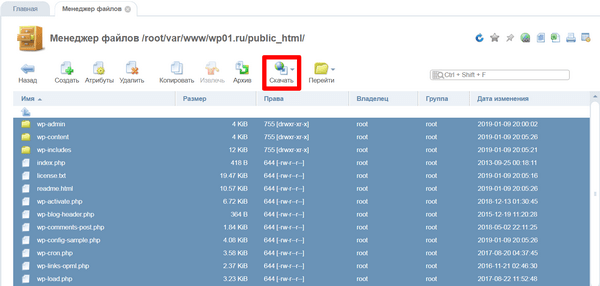 Главная Менеджер файлов
Менеджер файлов /root/var/www/wp01.ru/public_html/
Назад Создать Атрибуты Удалить Копировать Извлечь Архив Скачать Перейти Ctrl + Shift + F
Имя Размер Права Владелец Группа Дата изменения
wp-admin 4 KiB 755 [drwxr-xr-x] root root 2019-01-09 20:00:02
wp-content 4 KiB 755 [drwxr-xr-x] root root 2019-01-09 20:05:26
wp-includes 12 KiB 755 [drwxr-xr-x] root root 2019-01-09 20:05:21
index.php 418 B 644 [-rw-r--r--] root root 2013-09-25 00:18:11
license.txt 19.47 KiB 644 [-rw-r--r--] root root 2019-01-09 20:05:16
readme.html 10.57 KiB 644 [-rw-r--r--] root root 2019-01-09 20:05:26
wp-activate.php 6.72 KiB 644 [-rw-r--r--] root root 2018-12-13 01:30:45
wp-blog-header.php 364 B 644 [-rw-r--r--] root root 2015-12-19 11:20:28
wp-comments-post.php 1.84 KiB 644 [-rw-r--r--] root root 2018-05-02 22:11:25
wp-config-sample.php 4.08 KiB 644 [-rw-r--r--] root root 2019-01-09 20:05:26
wp-cron.php 3.58 KiB 644 [-rw-r--r--] root root 2017-08-20 04:37:45
wp-links-opml.php 2.37 KiB 644 [-rw-r--r--] root root 2016-11-21 02:46:30
wp-load.php 3.23 KiB 644 [-rw-r--r--] root root 2017-08-22 11:52:48